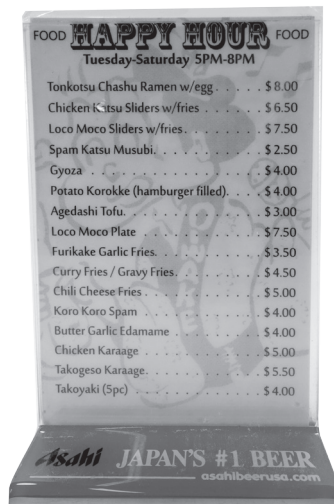 FOOD HAPPY HOUR FOOD
Tuesday-Saturday 5PM-8PM
Tonkotsu Chashu Ramen w/egg . . . . . . $ 8.00
Chicken Katsu Sliders w/fries . . . . . . . $ 6.50
Loco Moco Sliders w/fries. . . . . . . . . $ 7.50
Spam Katsu Musubi. . . . . . . . . . . . $ 2.50
Gyoza . . . . . . . . . . . . . . . . . . $ 4.00
Potato Korokke (hamburger filled). . . . . $ 4.00
Agedashi Tofu. . . . . . . . . . . . . . . $ 3.00
Loco Moco Plate . . . . . . . . . . . . . $ 7.50
Furikake Garlic Fries. . . . . . . . . . . . $ 3.50
Curry Fries / Gravy Fries. . . . . . . . . . $ 4.50
Chili Cheese Fries . . . . . . . . . . . . . $ 5.00
Koro Koro Spam . . . . . . . . . . . . . $ 4.00
Butter Garlic Edamame . . . . . . . . . . $ 4.00
Chicken Karaage . . . . . . . . . . . . . $ 5.00
Takogeso Karaage. . . . . . . . . . . . . $ 5.50
Takoyaki (5pc) . . . . . . . . . . . . . . $ 4.00
Asahi JAPAN'S #1 BEER
asahibeerusa.com